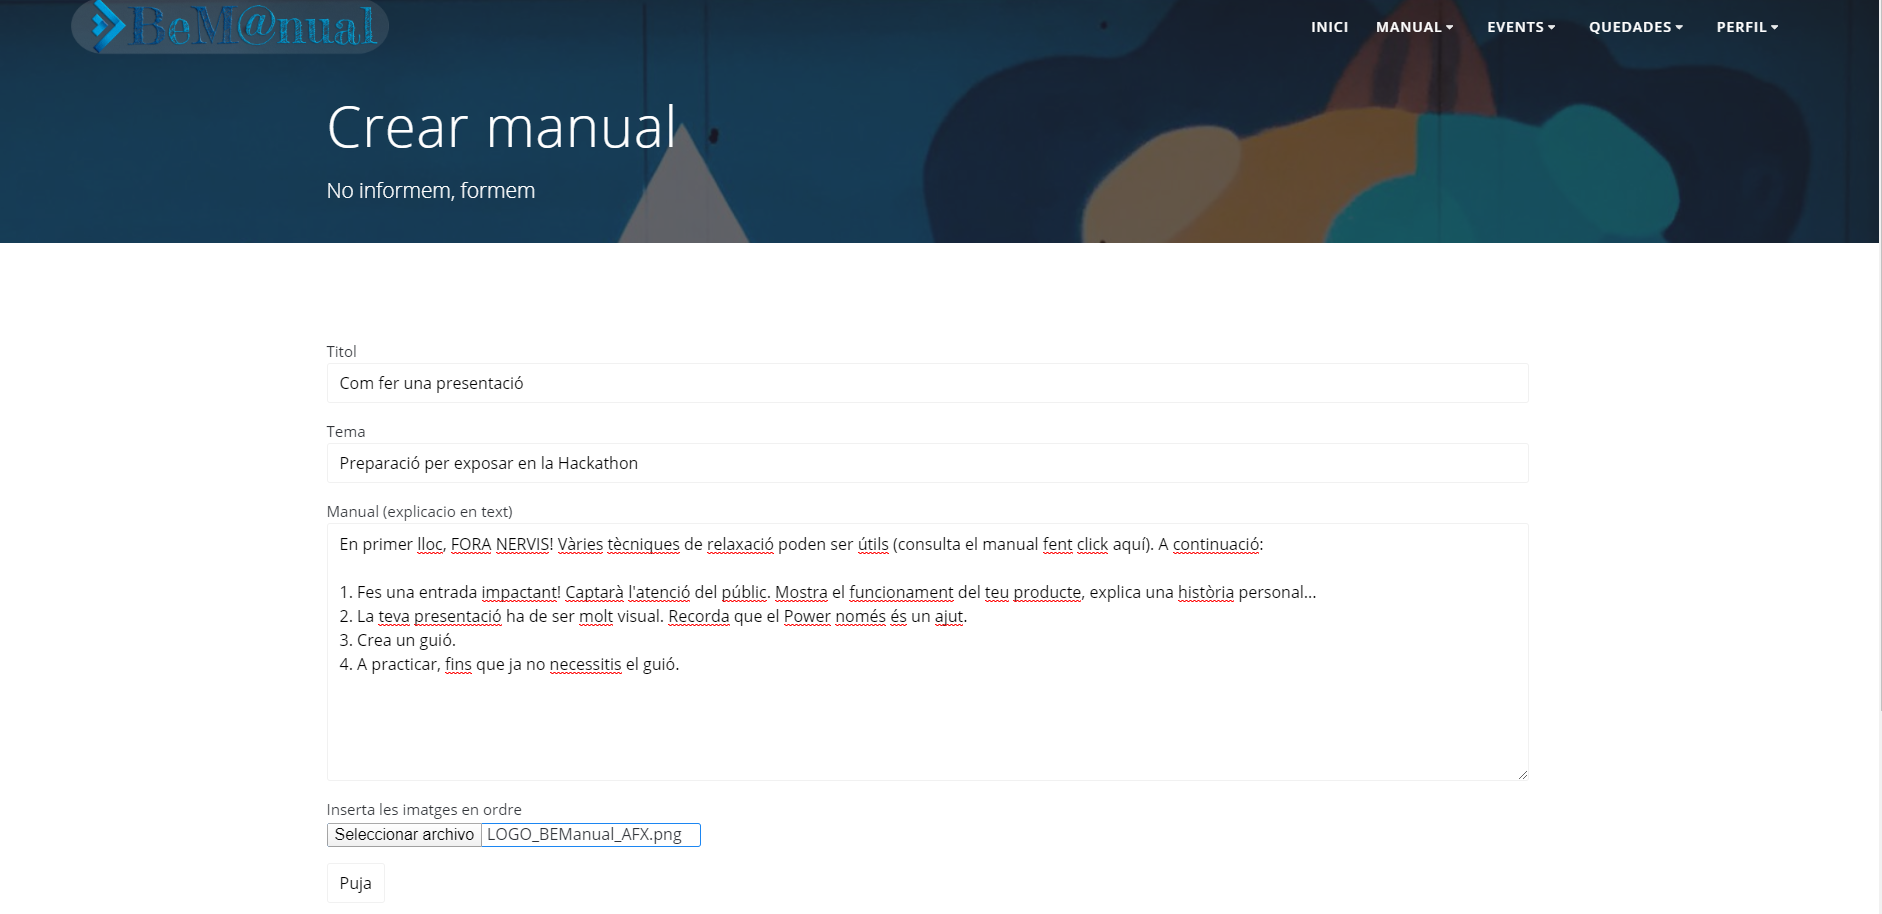 BeM@nual
INICI MANUAL EVENTS QUEDADES PERFIL
Crear manual
No informem, formem
Titol
Com fer una presentació
Tema
Preparació per exposar en la Hackathon
Manual (explicacio en text)
En primer lloc, FORA NERVIS! Vàries tècniques de relaxació poden ser útils (consulta el manual fent click aquí). A continuació:
1. Fes una entrada impactant! Captarà l'atenció del públic. Mostra el funcionament del teu producte, explica una història personal...
2. La teva presentació ha de ser molt visual. Recorda que el Power només és un ajut.
3. Crea un guió.
4. A practicar, fins que ja no necessitis el guió.
Inserta les imatges en ordre
Seleccionar archivo LOGO_BEManual_AFX.png
Puja